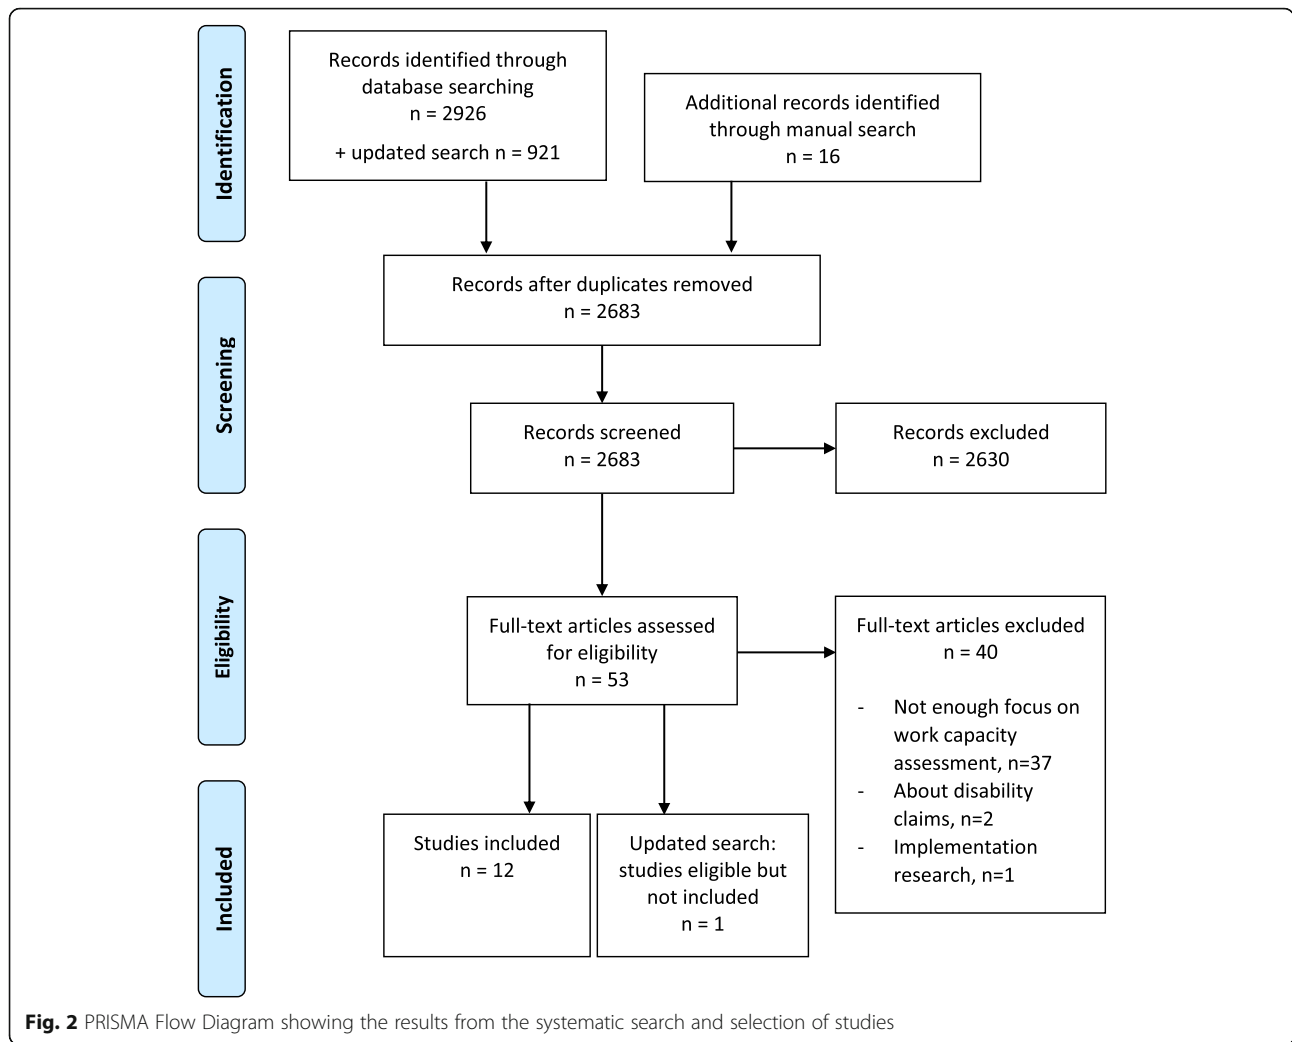 Identification
Records identified through
database searching
n = 2926
+ updated search n = 921
Additional records identified
through manual search
n = 16
Screening
Records after duplicates removed
n = 2683
Records screened
n = 2683
Records excluded
n = 2630
Eligibility
Full-text articles assessed
for eligibility
n = 53
Full-text articles excluded
n = 40
- Not enough focus on
work capacity
assessment, n=37
- About disability
claims, n=2
- Implementation
research, n=1
Included
Studies included
n = 12
Updated search:
studies eligible but
not included
n = 1
Fig. 2 PRISMA Flow Diagram showing the results from the systematic search and selection of studies